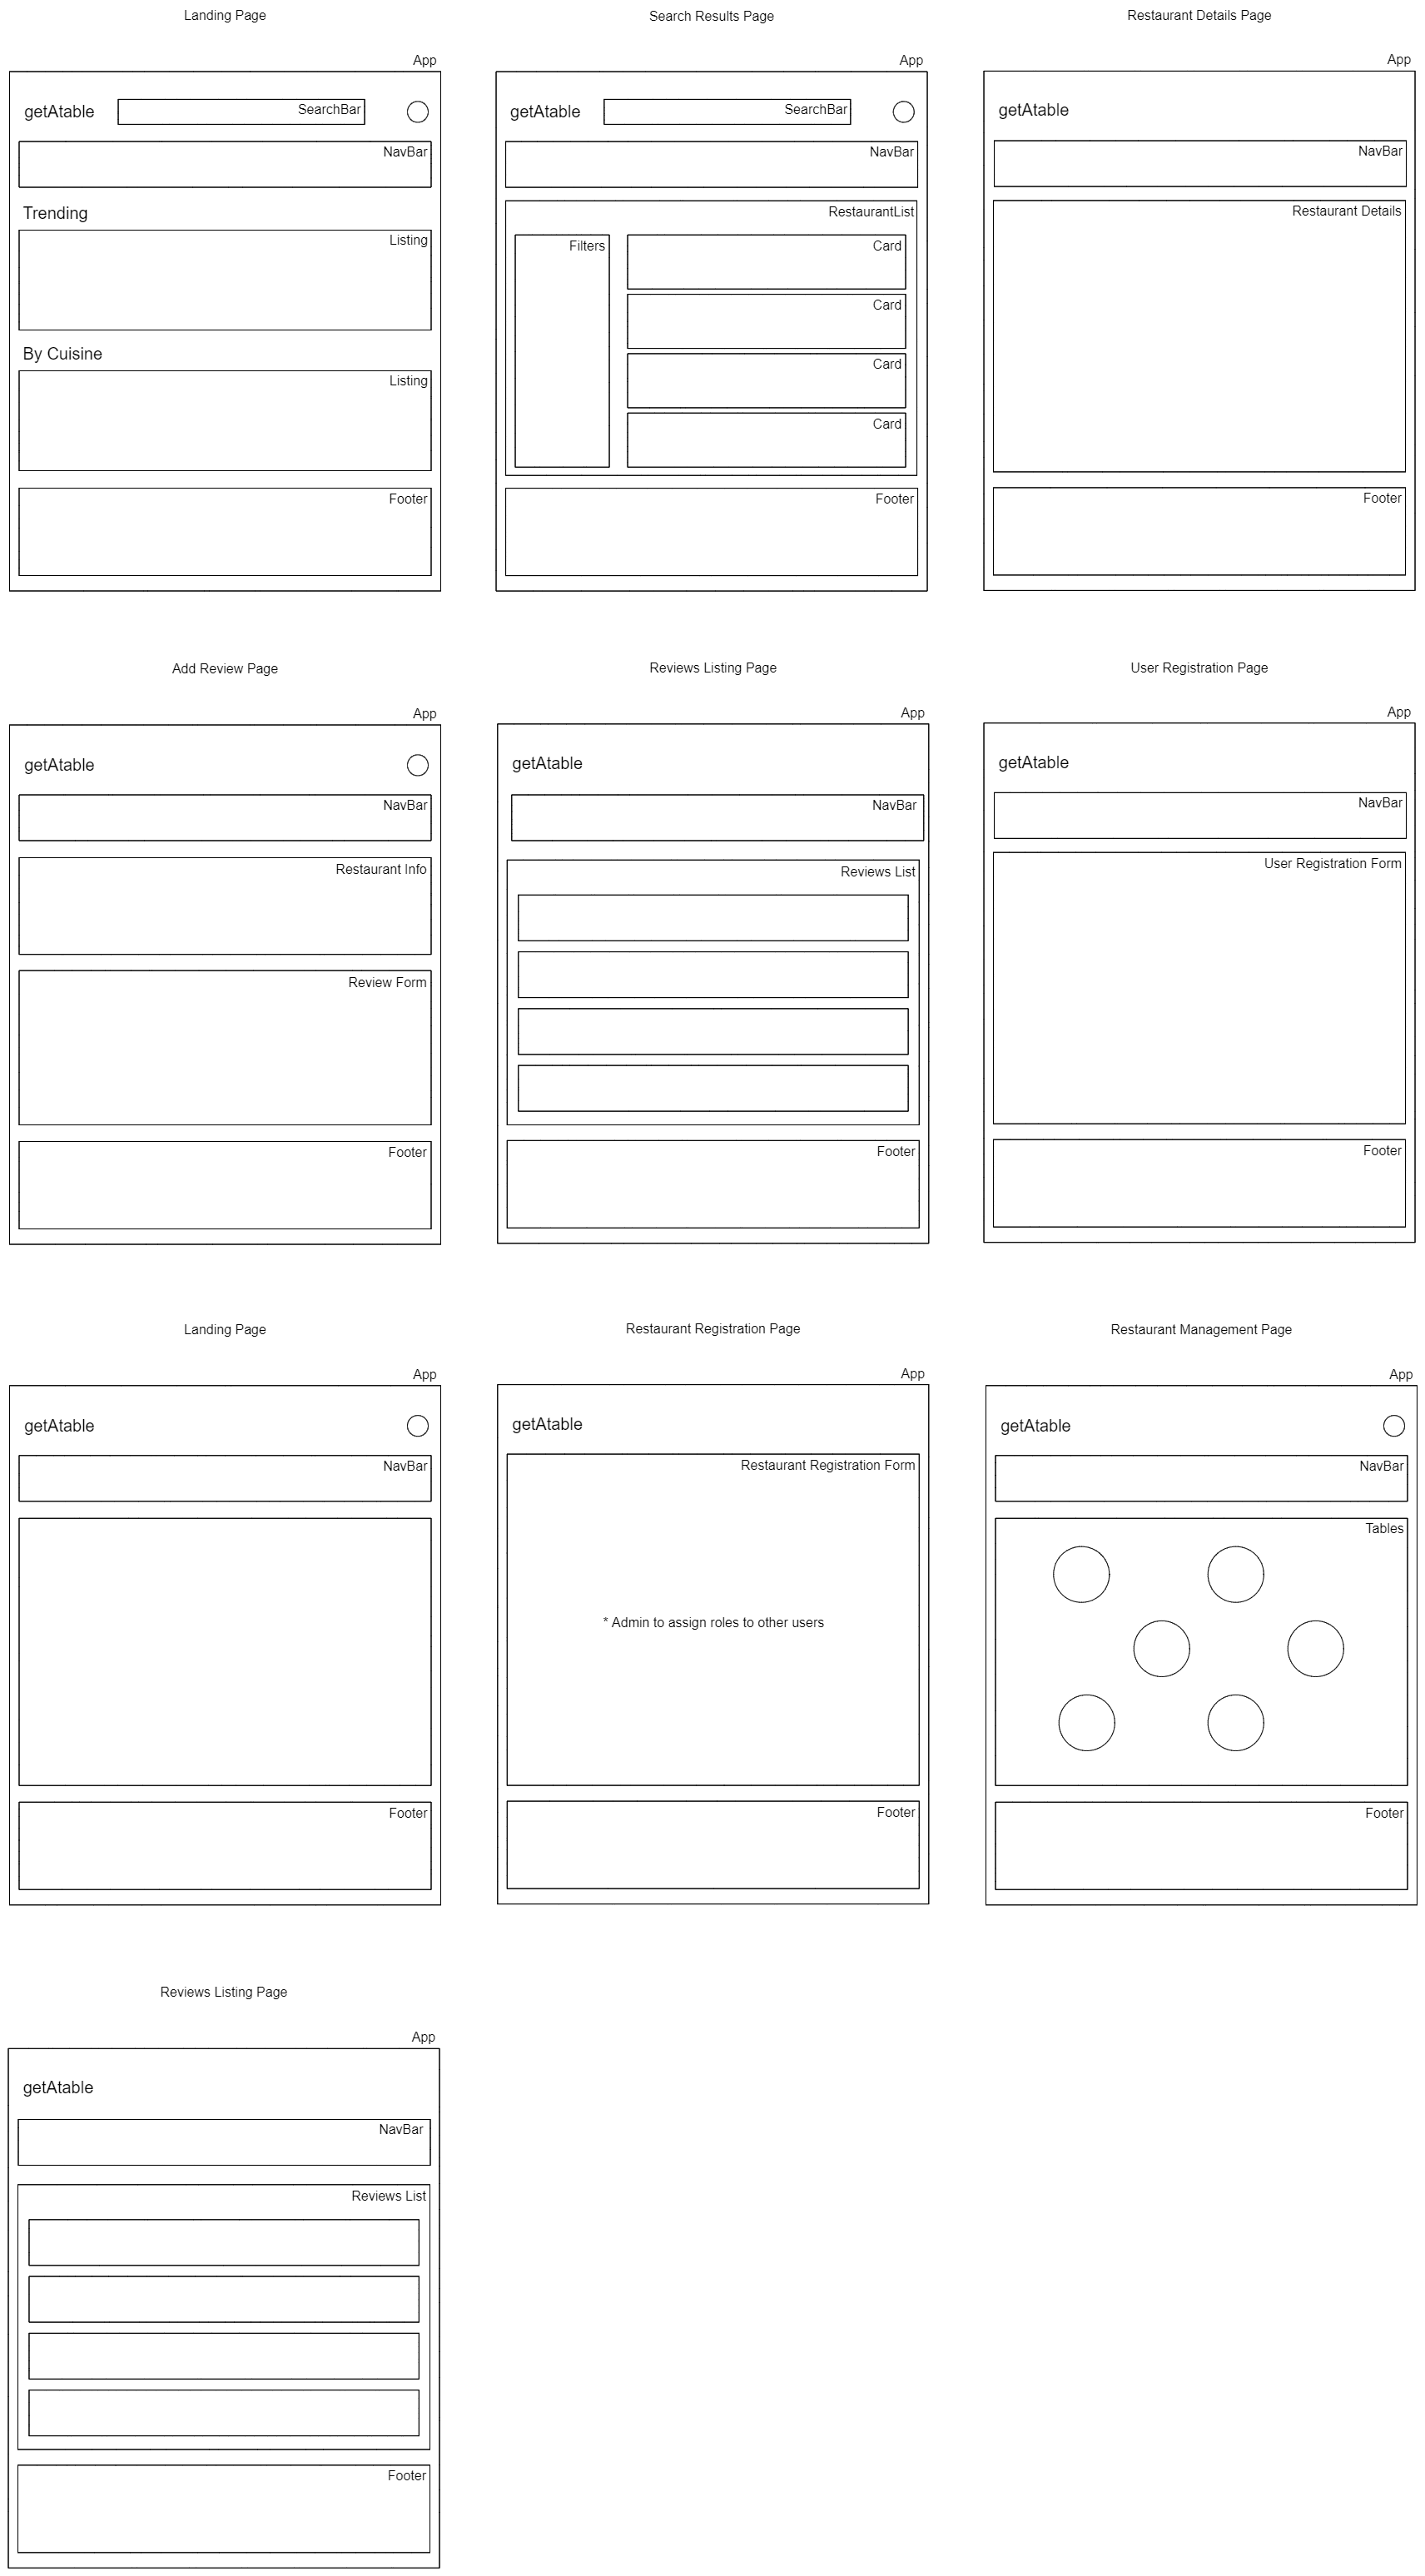 Landing Page
App
getAtable
SearchBar
NavBar
Trending
Listing
By Cuisine
Listing
Footer
Search Results Page
App
getAtable
SearchBar
NavBar
RestaurantList
Filters
Card
Card
Card
Card
Footer
Restaurant Details Page
App
getAtable
NavBar
Restaurant Details
Footer
Add Review Page
App
getAtable
NavBar
Restaurant Info
Review Form
Footer
Reviews Listing Page
App
getAtable
NavBar
Reviews List
Footer
User Registration Page
App
getAtable
NavBar
User Registration Form
Footer
Landing Page
App
getAtable
NavBar
Footer
Restaurant Registration Page
App
getAtable
Restaurant Registration Form
* Admin to assign roles to other users
Footer
Restaurant Management Page
App
getAtable
NavBar
Tables
Footer
Reviews Listing Page
App
getAtable
NavBar
Reviews List
Footer